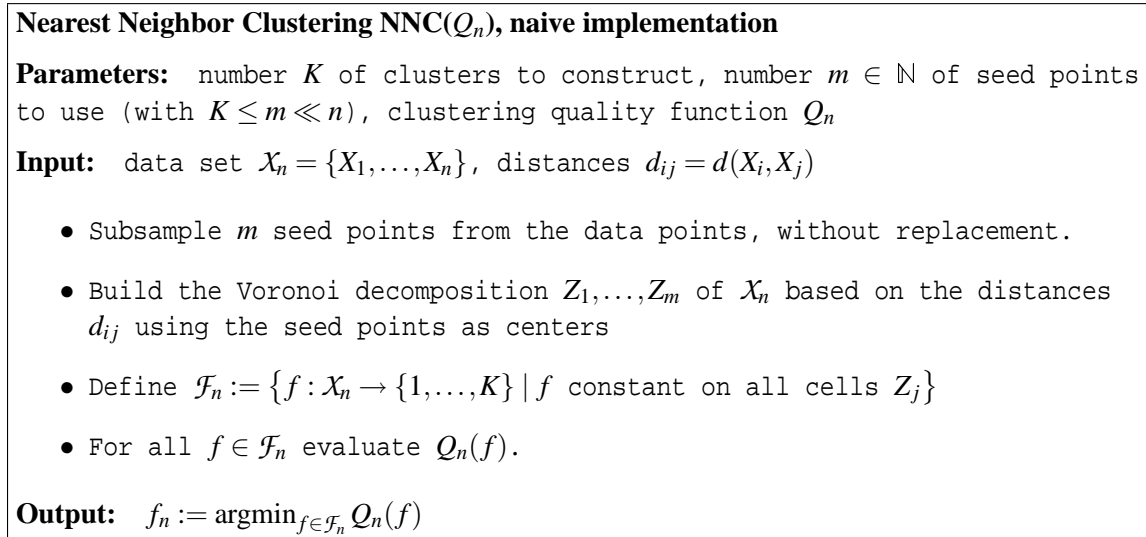 Nearest Neighbor Clustering NNC(Qₙ), naive implementation
Parameters: number K of clusters to construct, number m ∈ ℕ of seed points
to use (with K ≤ m ≪ n), clustering quality function Qₙ
Input: data set 𝒳ₙ = {X₁,...,Xₙ}, distances dᵢⱼ = d(Xᵢ,Xⱼ)
• Subsample m seed points from the data points, without replacement.
• Build the Voronoi decomposition Z₁,...,Zₘ of 𝒳ₙ based on the distances
dᵢⱼ using the seed points as centers
• Define ℱₙ := {f : 𝒳ₙ → {1,...,K} | f constant on all cells Zⱼ}
• For all f ∈ ℱₙ evaluate Qₙ(f).
Output: fₙ := argmin_{f∈ℱₙ} Qₙ(f)